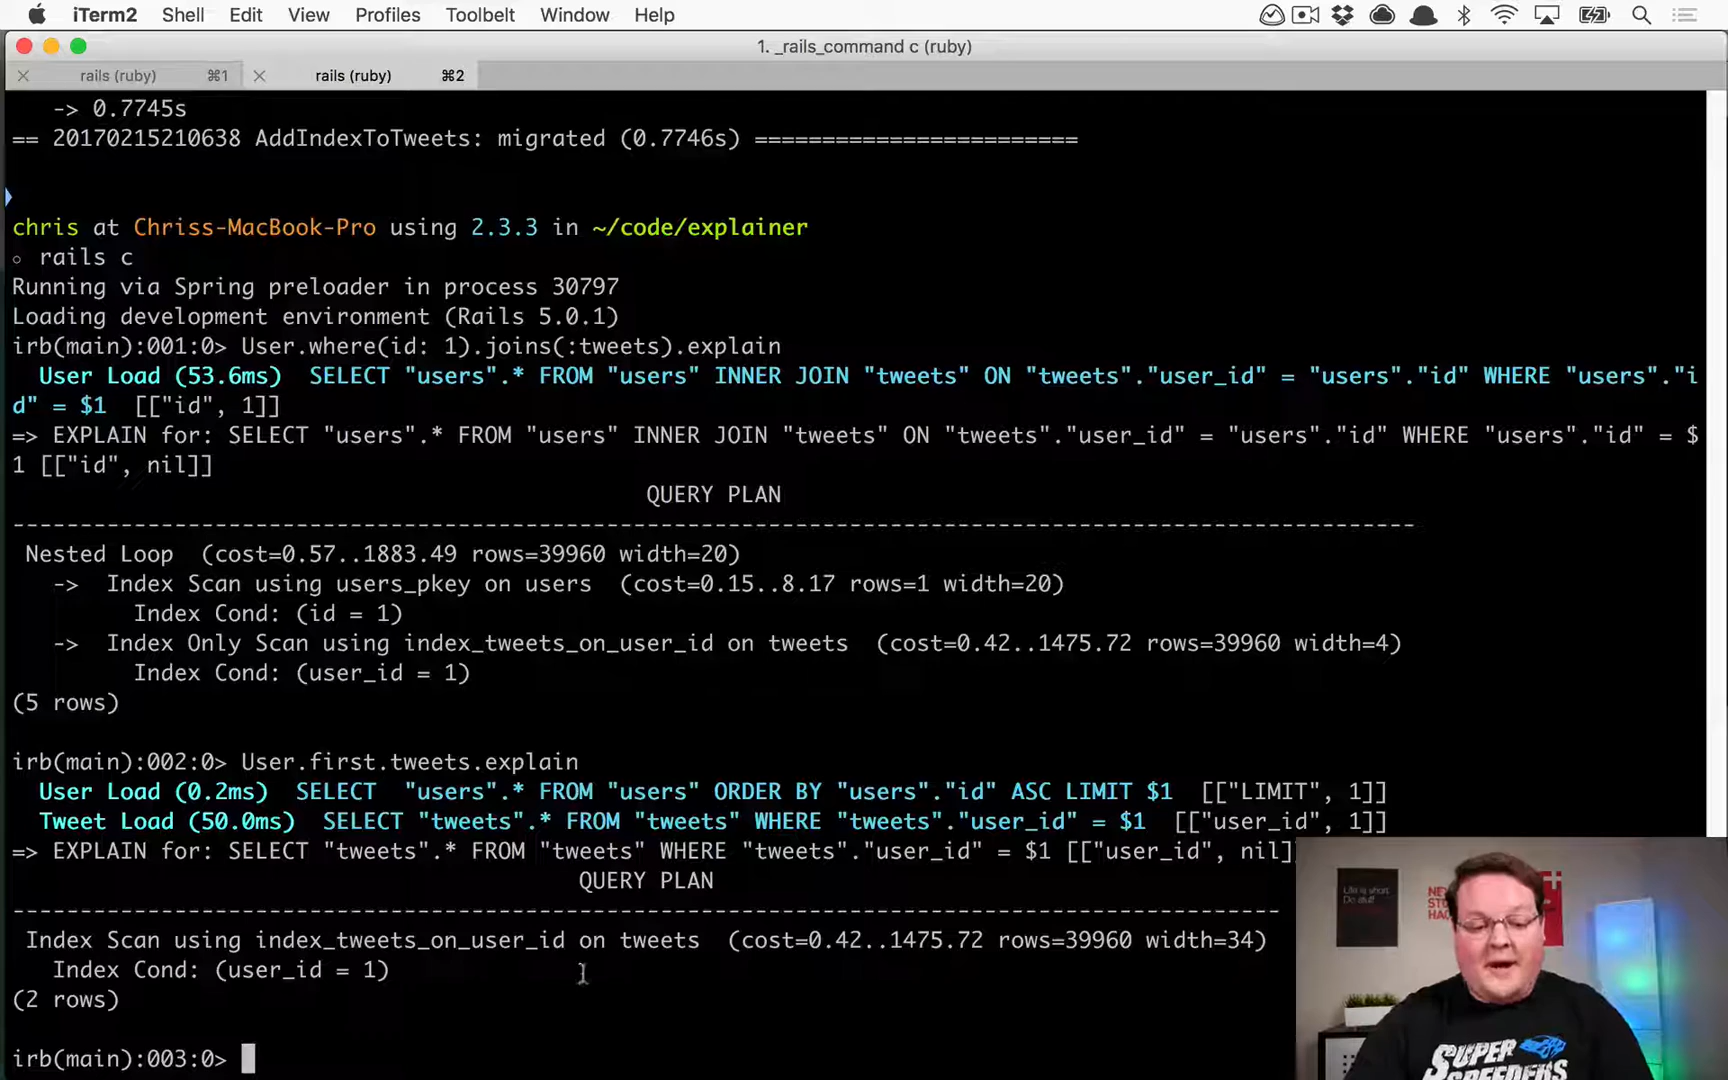 iTerm2 Shell Edit View Profiles Toolbelt Window Help
1. _rails_command c (ruby)
rails (ruby) ⌘1 rails (ruby) ⌘2
-> 0.7745s
== 20170215210638 AddIndexToTweets: migrated (0.7746s) ========================
chris at Chriss-MacBook-Pro using 2.3.3 in ~/code/explainer
○ rails c
Running via Spring preloader in process 30797
Loading development environment (Rails 5.0.1)
irb(main):001:0> User.where(id: 1).joins(:tweets).explain
User Load (53.6ms)  SELECT "users".* FROM "users" INNER JOIN "tweets" ON "tweets"."user_id" = "users"."id" WHERE "users"."i
d" = $1  [["id", 1]]
=> EXPLAIN for: SELECT "users".* FROM "users" INNER JOIN "tweets" ON "tweets"."user_id" = "users"."id" WHERE "users"."id" = $
1 [["id", nil]]
QUERY PLAN
--------------------------------------------------------------------------------------------------------
Nested Loop  (cost=0.57..1883.49 rows=39960 width=20)
->  Index Scan using users_pkey on users  (cost=0.15..8.17 rows=1 width=20)
Index Cond: (id = 1)
->  Index Only Scan using index_tweets_on_user_id on tweets  (cost=0.42..1475.72 rows=39960 width=4)
Index Cond: (user_id = 1)
(5 rows)
irb(main):002:0> User.first.tweets.explain
User Load (0.2ms)  SELECT  "users".* FROM "users" ORDER BY "users"."id" ASC LIMIT $1  [["LIMIT", 1]]
Tweet Load (50.0ms)  SELECT "tweets".* FROM "tweets" WHERE "tweets"."user_id" = $1  [["user_id", 1]]
=> EXPLAIN for: SELECT "tweets".* FROM "tweets" WHERE "tweets"."user_id" = $1 [["user_id", nil]
QUERY PLAN
----------------------------------------------------------------------------------------------
Index Scan using index_tweets_on_user_id on tweets  (cost=0.42..1475.72 rows=39960 width=34)
Index Cond: (user_id = 1)
(2 rows)
irb(main):003:0>
Life is short.
Do stuff
SUPER
SPEEDERS